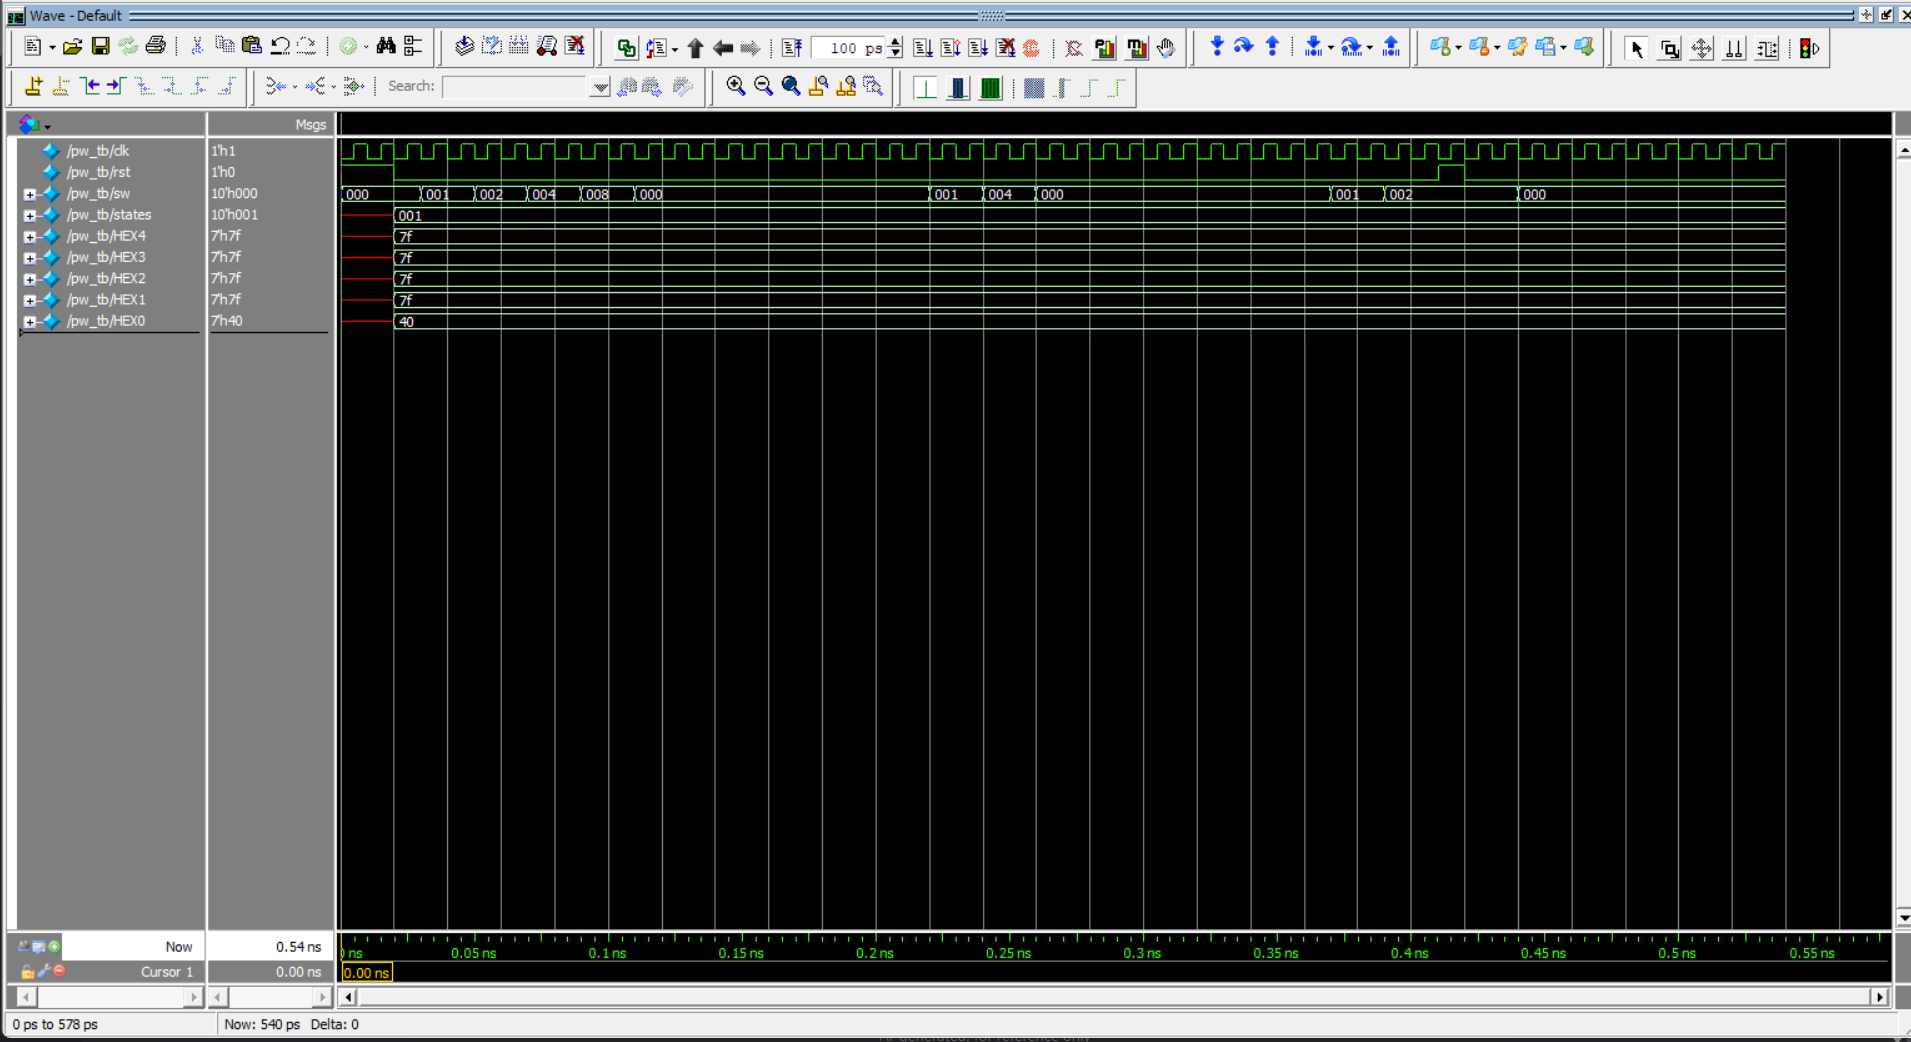 Wave - Default
100 ps
Search:
Msgs
/pw_tb/clk 1'h1
/pw_tb/rst 1'h0
/pw_tb/sw 10'h000 000 001 002 004 008 000 001 004 000 001 002 000
/pw_tb/states 10'h001 001
/pw_tb/HEX4 7'h7f 7f
/pw_tb/HEX3 7'h7f 7f
/pw_tb/HEX2 7'h7f 7f
/pw_tb/HEX1 7'h7f 7f
/pw_tb/HEX0 7'h40 40
Now 0.54 ns ns 0.05 ns 0.1 ns 0.15 ns 0.2 ns 0.25 ns 0.3 ns 0.35 ns 0.4 ns 0.45 ns 0.5 ns 0.55 ns
Cursor 1 0.00 ns 0.00 ns
0 ps to 578 ps Now: 540 ps Delta: 0